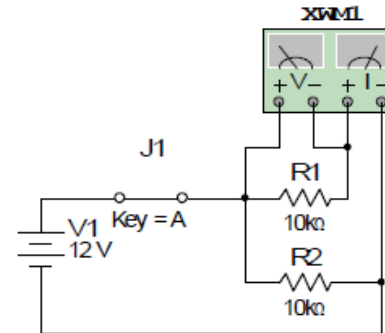 XWM1
+ V − + I −
J1
R1
Key = A
10kΩ
V1
12 V
R2
10kΩ